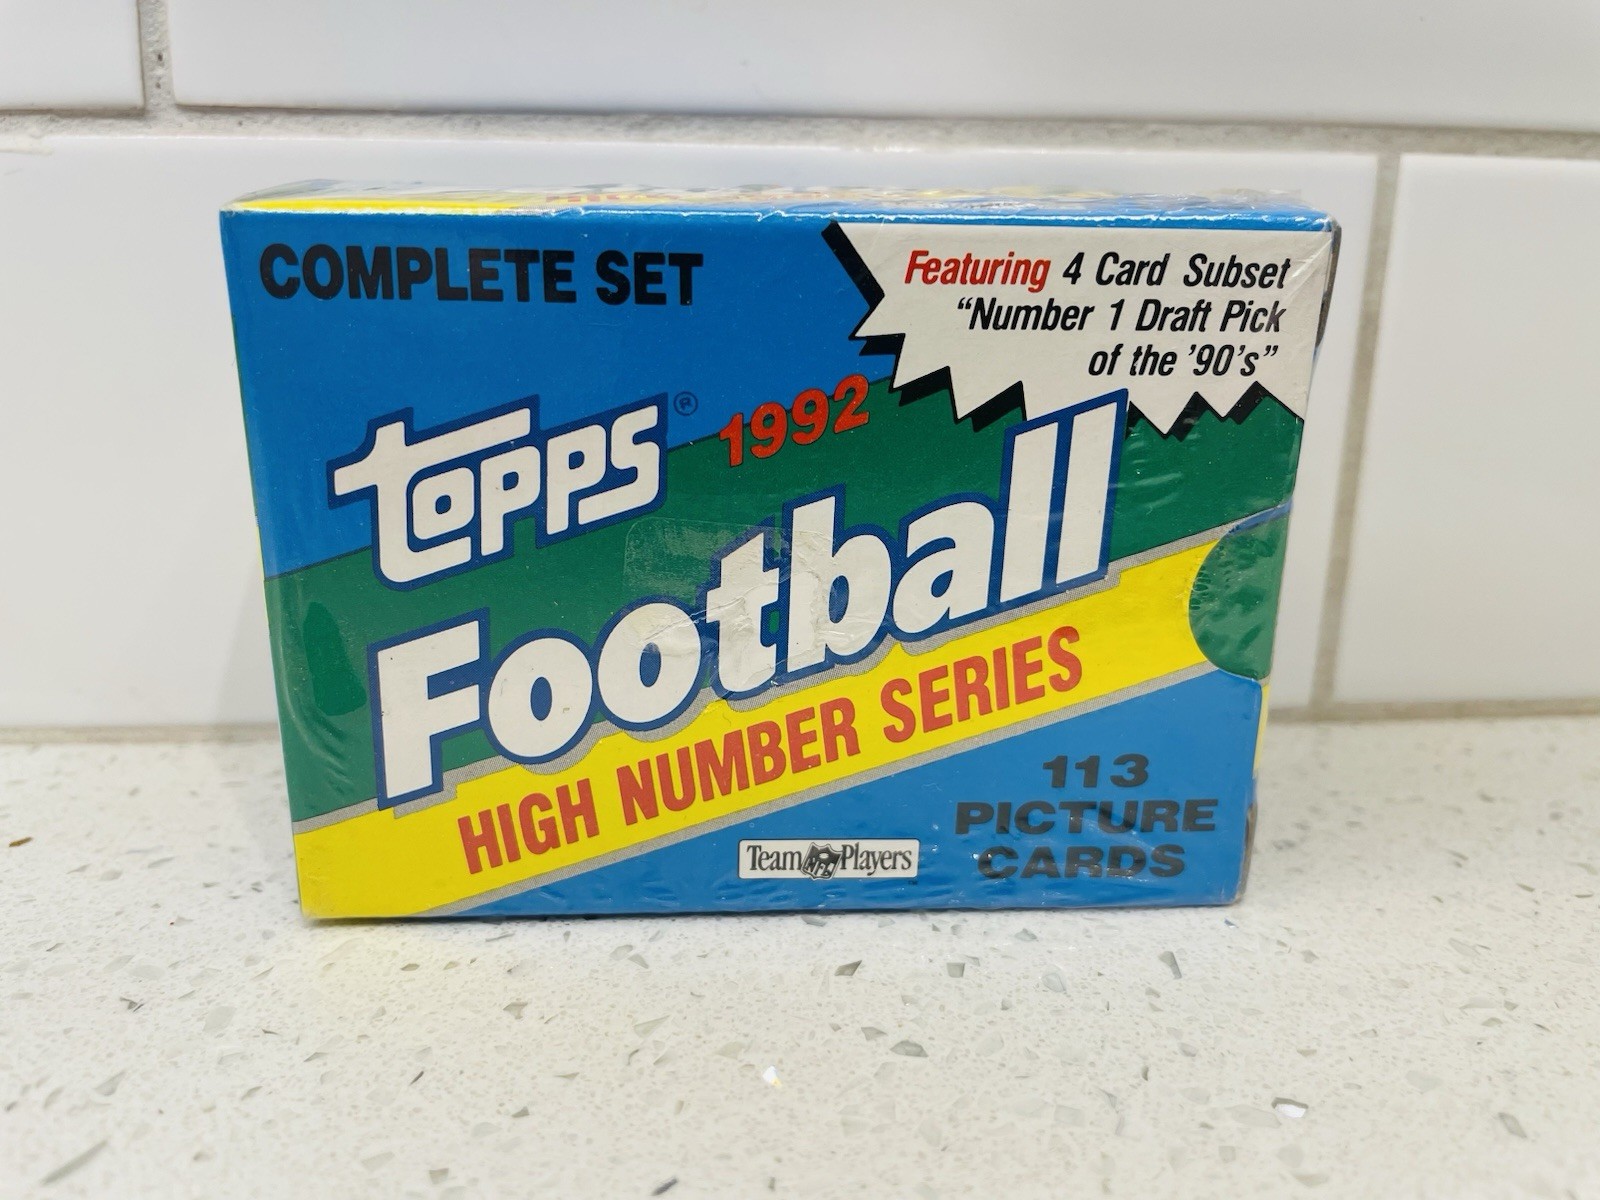 COMPLETE SET
Featuring 4 Card Subset
“Number 1 Draft Pick
of the ’90’s”
Topps® 1992
Football
HIGH NUMBER SERIES
113
PICTURE
CARDS
Team NFL Players